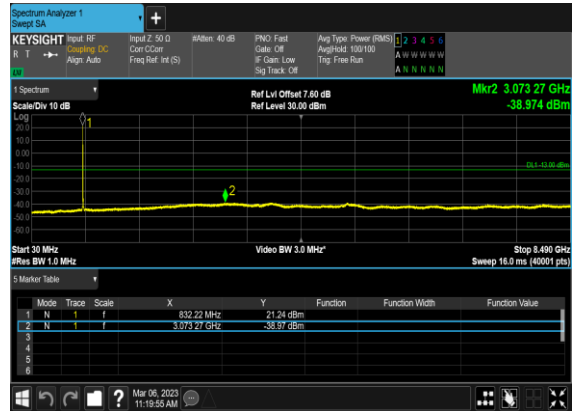 Spectrum Analyzer 1
Swept SA
+
KEYSIGHT Input: RF Input Z: 50 Ω #Atten: 40 dB PNO: Fast Avg Type: Power (RMS) 1 2 3 4 5 6
R T Coupling: DC Corr CCorr Gate: Off Avg|Hold: 100/100 A W W W W W
Align: Auto Freq Ref: Int (S) IF Gain: Low Trig: Free Run
Sig Track: Off A N N N N N
1 Spectrum
Ref Lvl Offset 7.60 dB Mkr2 3.073 27 GHz
Scale/Div 10 dB Ref Level 30.00 dBm -38.974 dBm
Log
20.0
1
10.0
0.00
-10.0
DL1 -13.00 dBm
-20.0
-30.0
2
-40.0
-50.0
-60.0
Start 30 MHz Video BW 3.0 MHz* Stop 8.490 GHz
#Res BW 1.0 MHz Sweep 16.0 ms (40001 pts)
5 Marker Table
Mode Trace Scale X Y Function Function Width Function Value
1 N 1 f 832.22 MHz 21.24 dBm
2 N 1 f 3.073 27 GHz -38.97 dBm
3
4
5
6
? Mar 06, 2023
11:19:55 AM